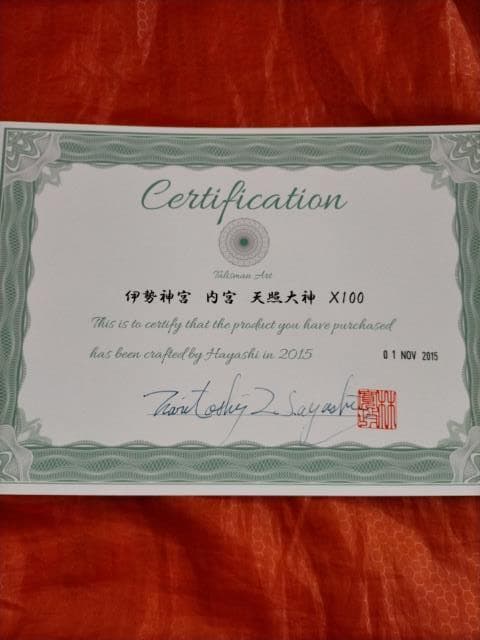 Certification
Talisman Art
伊勢神宮 内宮 天照大神 X100
This is to certify that the product you have purchased
has been crafted by Hayashi in 2015
01 NOV 2015